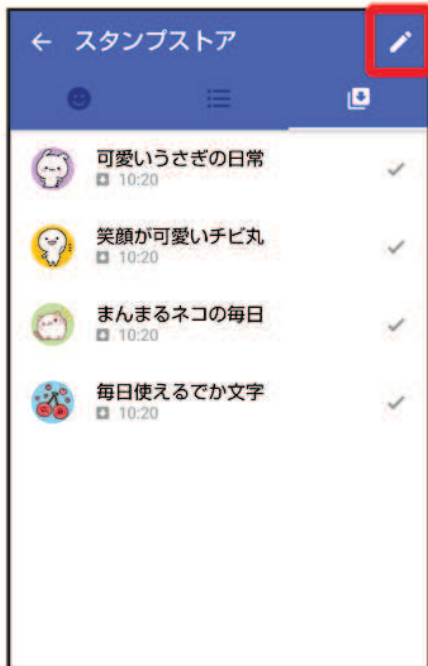 スタンプストア
可愛いうさぎの日常
10:20
笑顔が可愛いチビ丸
10:20
まんまるネコの毎日
10:20
毎日使えるでか文字
10:20